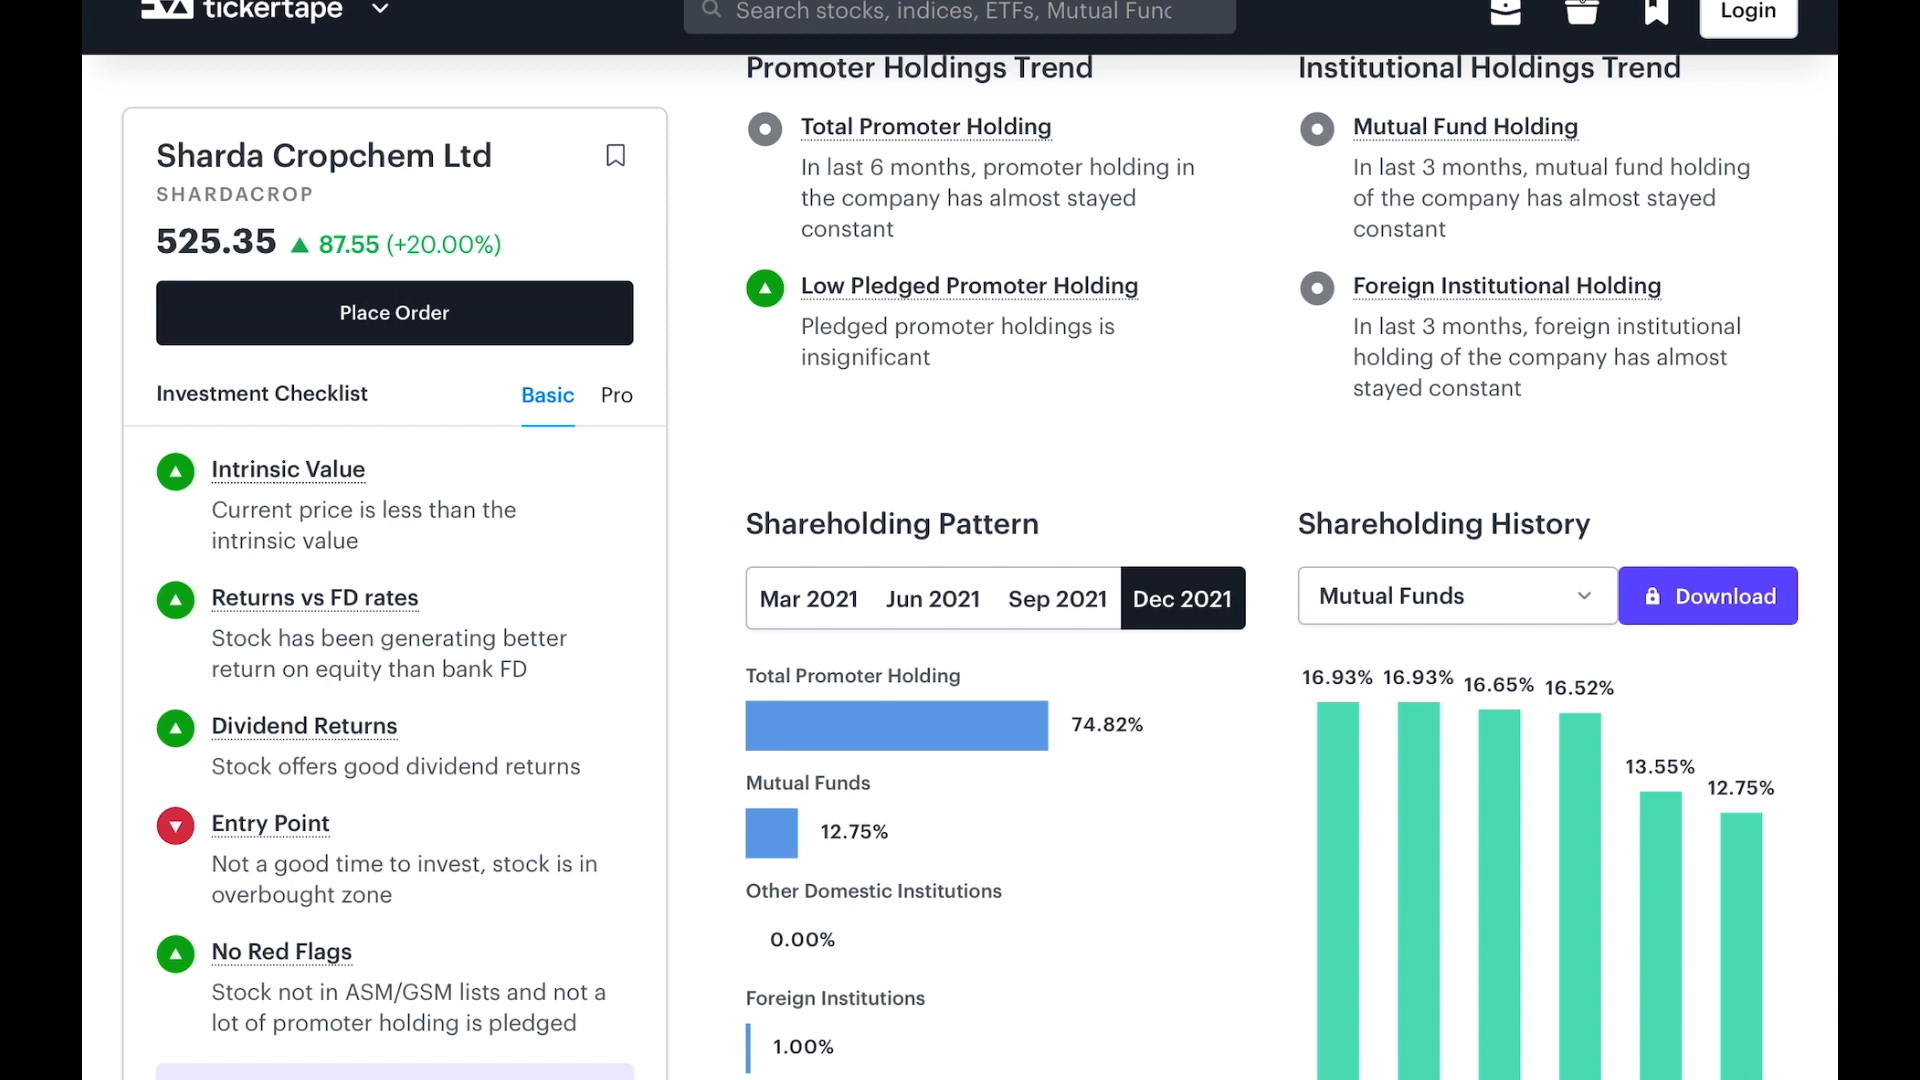 tickertape
Search stocks, indices, ETFs, Mutual Func
Login
Sharda Cropchem Ltd
SHARDACROP
525.35 ▲ 87.55 (+20.00%)
Place Order
Investment Checklist
Basic
Pro
Intrinsic Value
Current price is less than the
intrinsic value
Returns vs FD rates
Stock has been generating better
return on equity than bank FD
Dividend Returns
Stock offers good dividend returns
Entry Point
Not a good time to invest, stock is in
overbought zone
No Red Flags
Stock not in ASM/GSM lists and not a
lot of promoter holding is pledged
Promoter Holdings Trend
Total Promoter Holding
In last 6 months, promoter holding in
the company has almost stayed
constant
Low Pledged Promoter Holding
Pledged promoter holdings is
insignificant
Institutional Holdings Trend
Mutual Fund Holding
In last 3 months, mutual fund holding
of the company has almost stayed
constant
Foreign Institutional Holding
In last 3 months, foreign institutional
holding of the company has almost
stayed constant
Shareholding Pattern
Mar 2021 Jun 2021 Sep 2021 Dec 2021
Total Promoter Holding
74.82%
Mutual Funds
12.75%
Other Domestic Institutions
0.00%
Foreign Institutions
1.00%
Shareholding History
Mutual Funds
Download
16.93% 16.93% 16.65% 16.52%
13.55%
12.75%